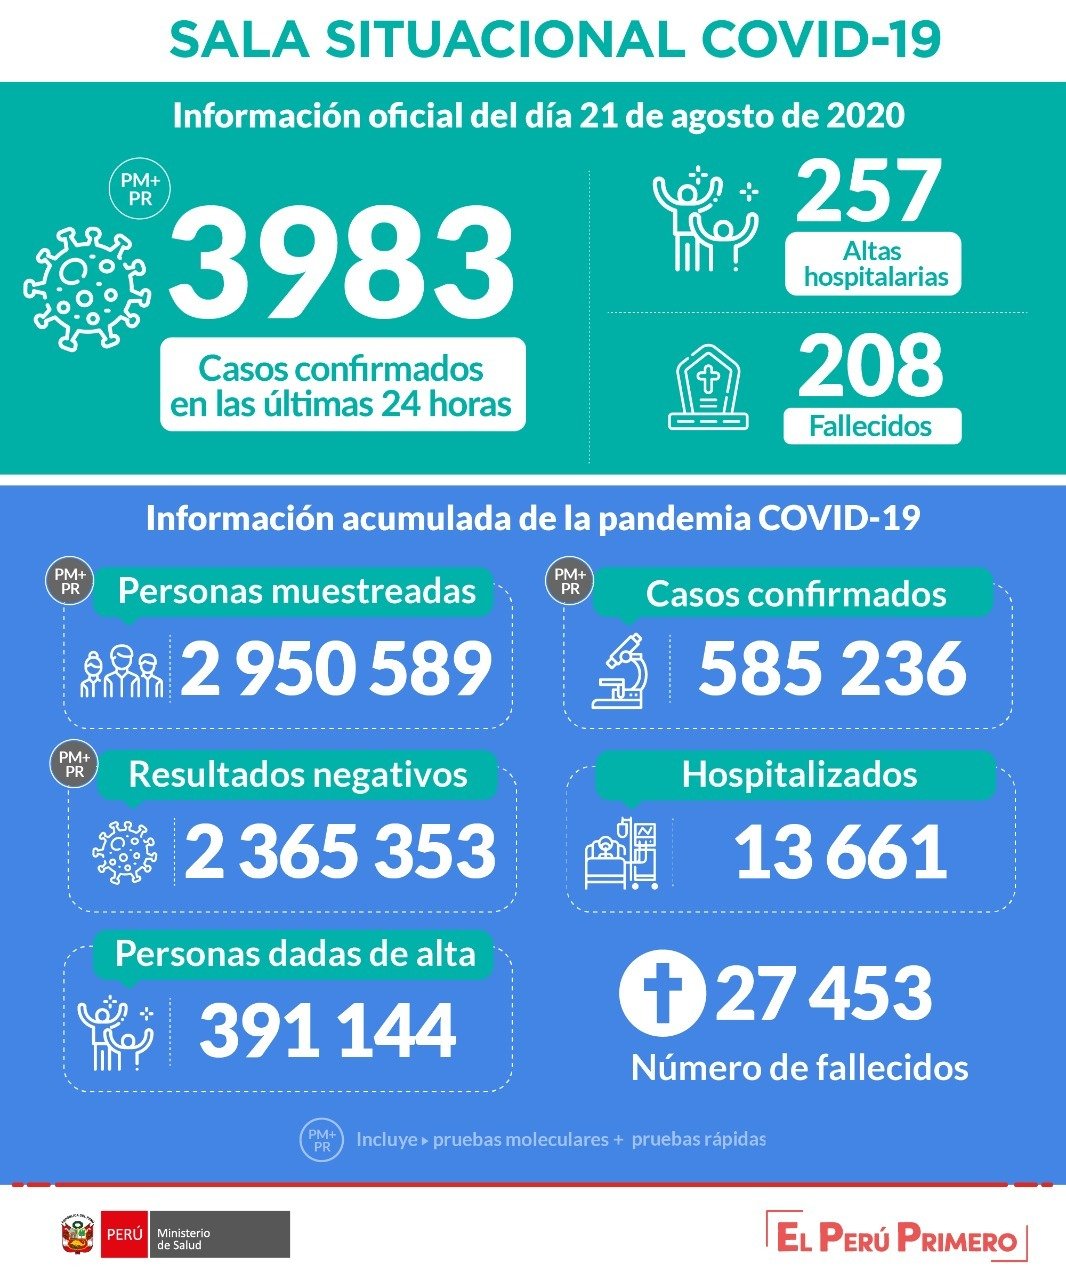 SALA SITUACIONAL COVID-19
Información oficial del día 21 de agosto de 2020
PM+
PR
3983
Casos confirmados
en las últimas 24 horas
257
Altas
hospitalarias
208
Fallecidos
Información acumulada de la pandemia COVID-19
PM+
PR
Personas muestreadas
2 950 589
PM+
PR
Casos confirmados
585 236
PM+
PR
Resultados negativos
2 365 353
Hospitalizados
13 661
Personas dadas de alta
391 144
27 453
Número de fallecidos
PM+
PR
Incluye ▸ pruebas moleculares + pruebas rápidas
PERÚ
Ministerio
de Salud
EL PERÚ PRIMERO